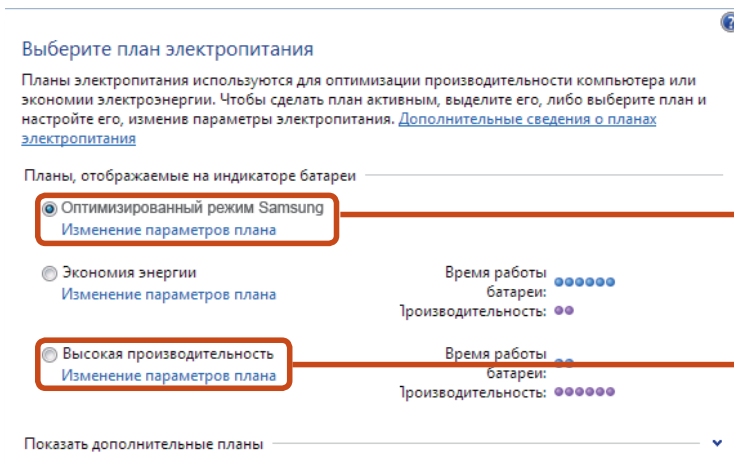 Выберите план электропитания
Планы электропитания используются для оптимизации производительности компьютера или
экономии электроэнергии. Чтобы сделать план активным, выделите его, либо выберите план и
настройте его, изменив параметры электропитания. Дополнительные сведения о планах
электропитания
Планы, отображаемые на индикаторе батареи
Оптимизированный режим Samsung
Изменение параметров плана
Экономия энергии
Изменение параметров плана
Время работы
батареи:
Производительность:
Высокая производительность
Изменение параметров плана
Время работы
батареи:
Производительность:
Показать дополнительные планы